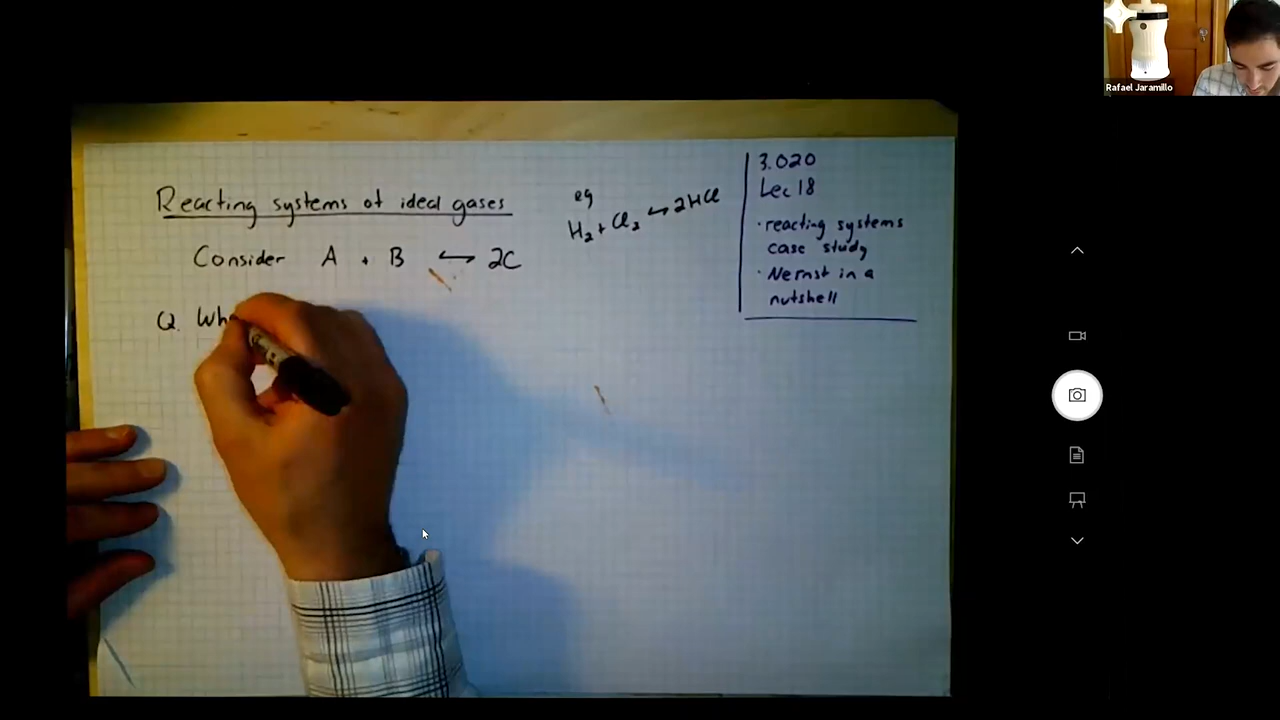 Rafael Jaramillo
Reacting systems of ideal gases
eg
H₂ + Cl₂ ↔ 2HCl
Consider A + B ↔ 2C
Q. Wha
3.020
Lec 18
· reacting systems
case study
· Nernst in a
nutshell